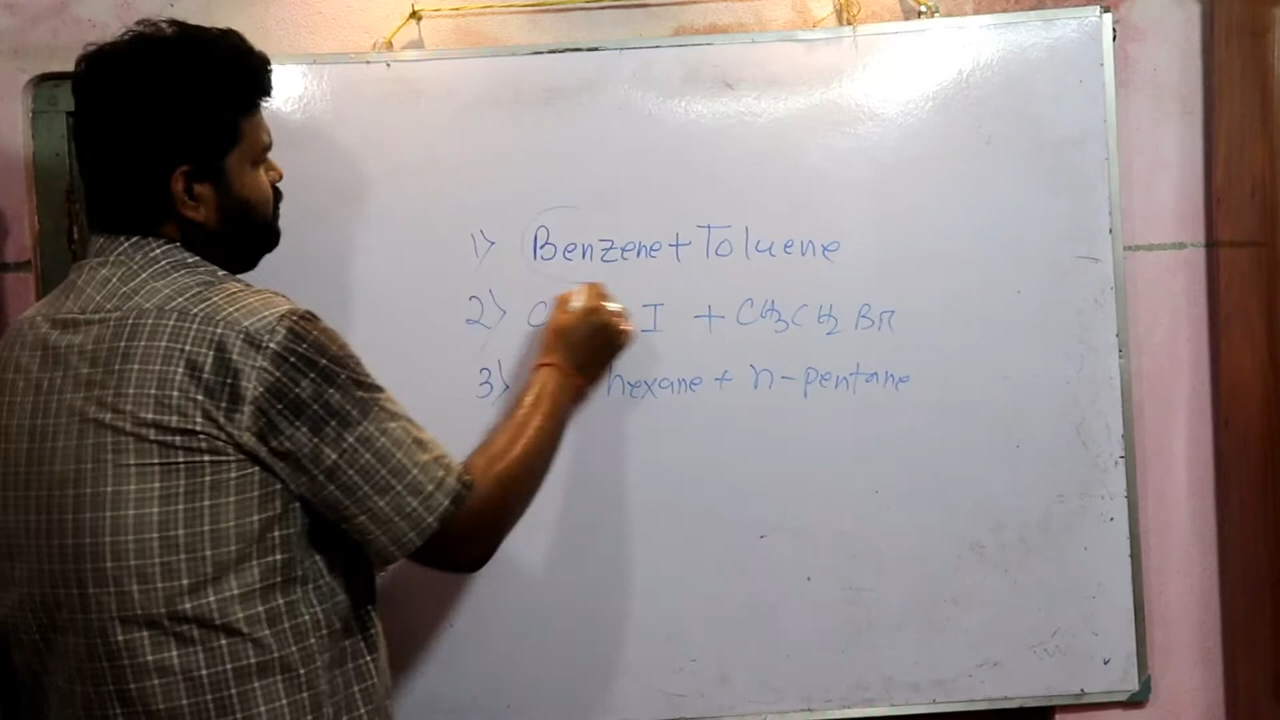 1) Benzene + Toluene
2) I + CH3CH2 Br
3) hexane + n-pentane